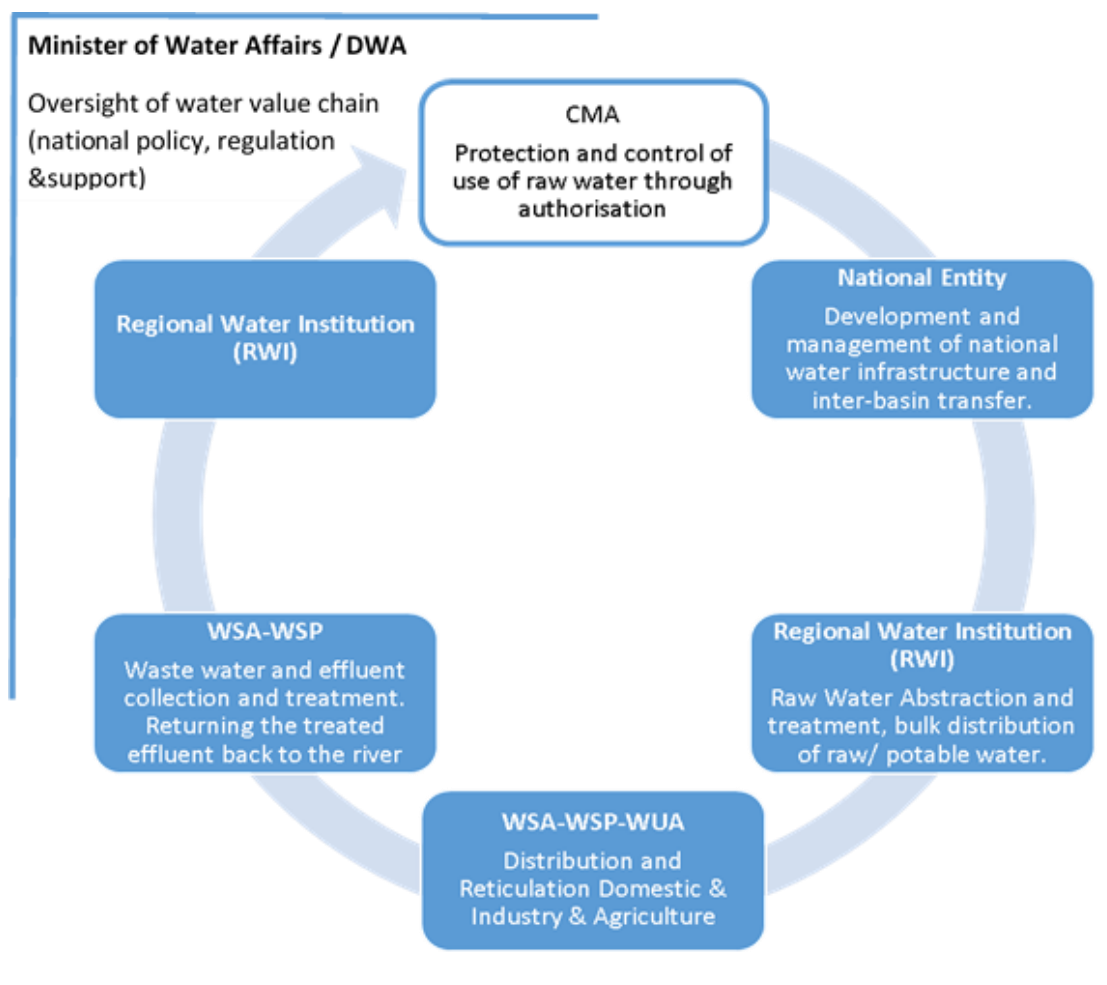 Minister of Water Affairs / DWA
Oversight of water value chain
(national policy, regulation
&support)
CMA
Protection and control of
use of raw water through
authorisation
National Entity
Development and
management of national
water infrastructure and
inter-basin transfer.
Regional Water Institution
(RWI)
Raw Water Abstraction and
treatment, bulk distribution
of raw/ potable water.
WSA-WSP-WUA
Distribution and
Reticulation Domestic &
Industry & Agriculture
WSA-WSP
Waste water and effluent
collection and treatment.
Returning the treated
effluent back to the river
Regional Water Institution
(RWI)